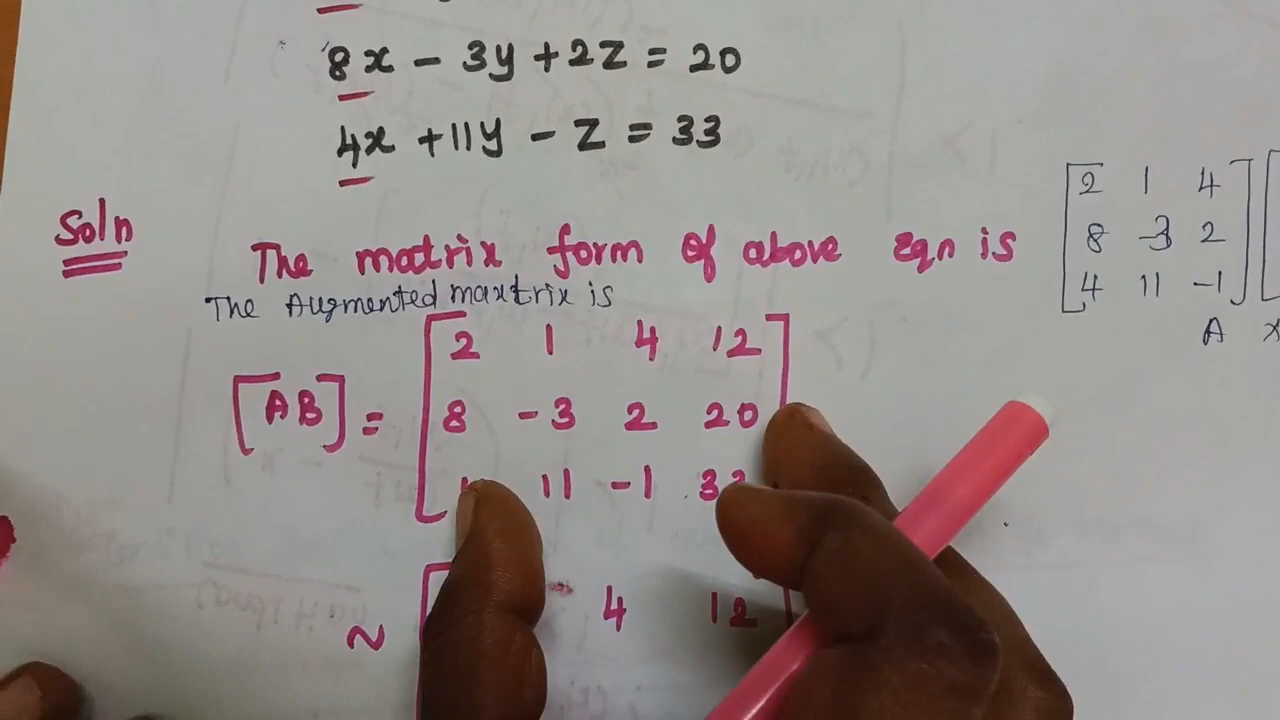 8x - 3y + 2z = 20
4x + 11y - z = 33
Soln
The matrix form of above Eqn is
2 1 4
8 -3 2
4 11 -1
A
The Augmented maxtrix is
[AB] =
2 1 4 12
8 -3 2 20
11 -1
~
4 12